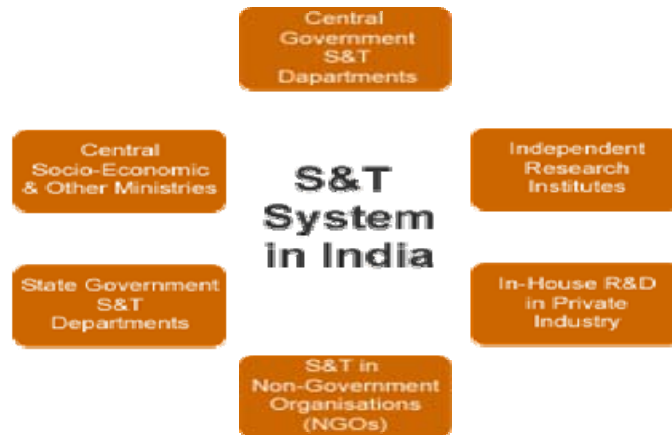 Central
Government
S&T
Dapartments
Central
Socio-Economic
& Other Ministries
S&T
System
in India
Independent
Research
Institutes
State Government
S&T
Departments
In-House R&D
in Private
Industry
S&T in
Non-Government
Organisations
(NGOs)